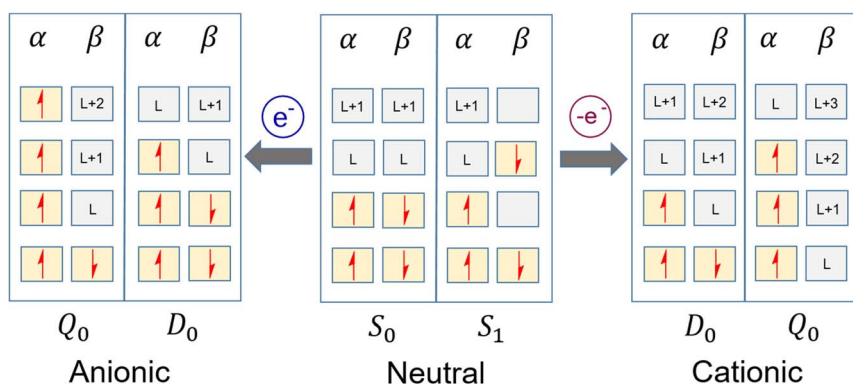 α β α β α β α β α β α β
L+2 L L+1 L+1 L+1 L+1 L+1 L+2 L L+3
e⁻ -e⁻
L+1 L L L L L L+1 L+2
L L L+1
L
Q₀ D₀ S₀ S₁ D₀ Q₀
Anionic Neutral Cationic